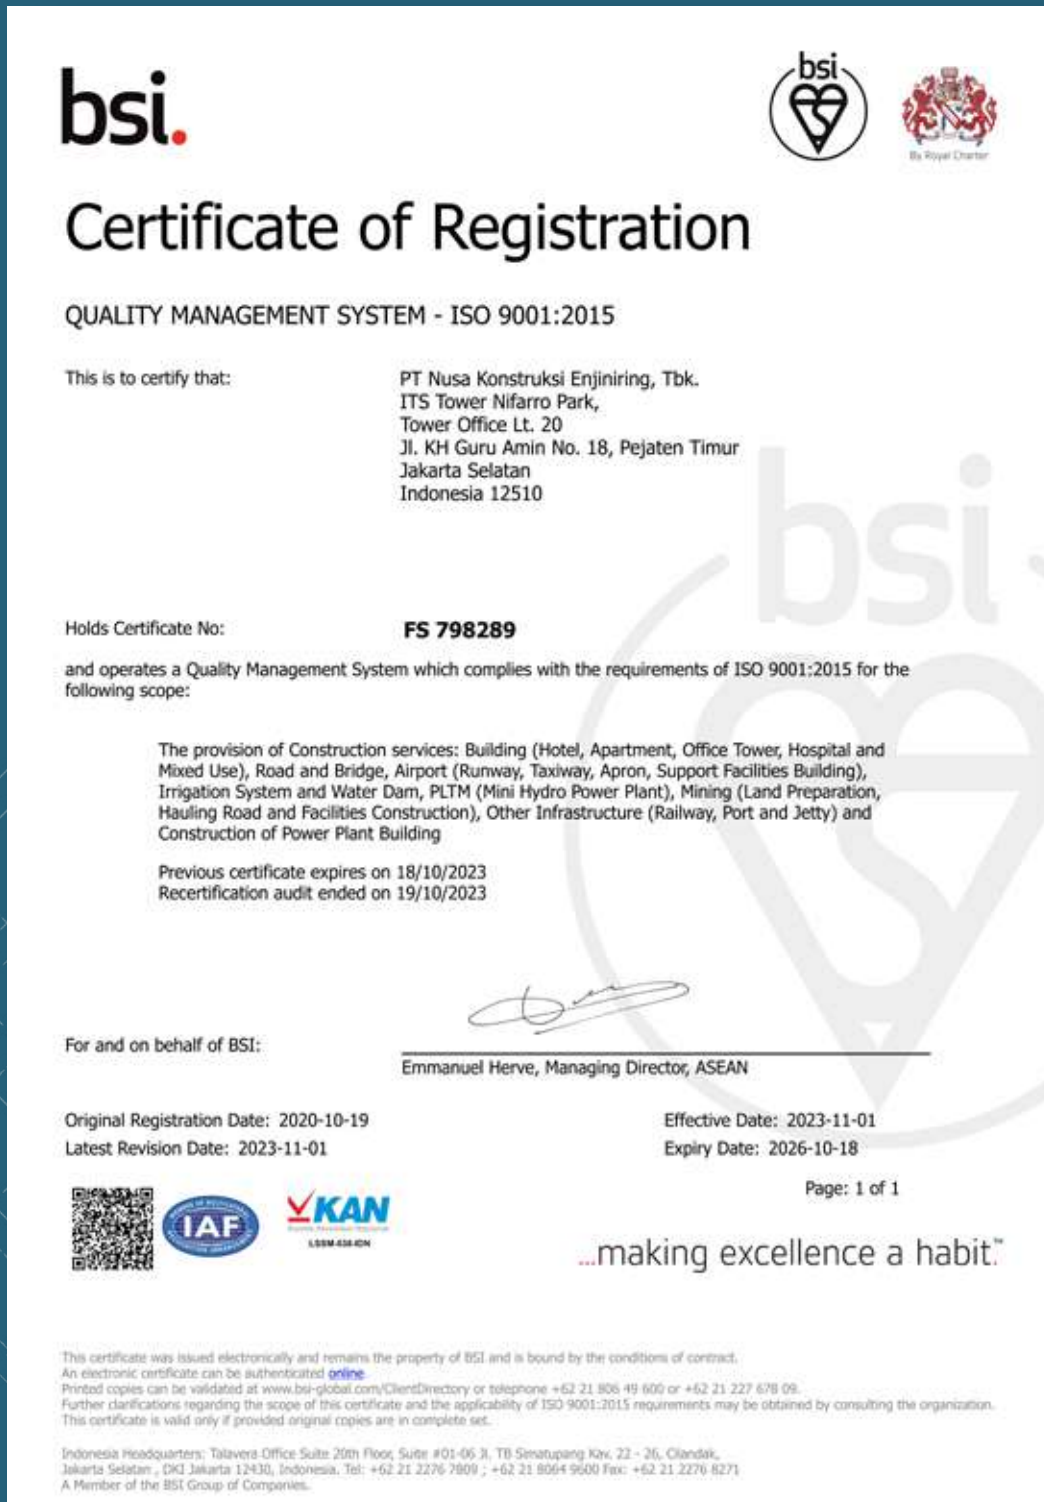 bsi.
bsi
By Royal Charter
Certificate of Registration
QUALITY MANAGEMENT SYSTEM - ISO 9001:2015
This is to certify that:
PT Nusa Konstruksi Enjiniring, Tbk.
ITS Tower Nifarro Park,
Tower Office Lt. 20
Jl. KH Guru Amin No. 18, Pejaten Timur
Jakarta Selatan
Indonesia 12510
bsi
Holds Certificate No:
FS 798289
and operates a Quality Management System which complies with the requirements of ISO 9001:2015 for the
following scope:
The provision of Construction services: Building (Hotel, Apartment, Office Tower, Hospital and
Mixed Use), Road and Bridge, Airport (Runway, Taxiway, Apron, Support Facilities Building),
Irrigation System and Water Dam, PLTM (Mini Hydro Power Plant), Mining (Land Preparation,
Hauling Road and Facilities Construction), Other Infrastructure (Railway, Port and Jetty) and
Construction of Power Plant Building
Previous certificate expires on 18/10/2023
Recertification audit ended on 19/10/2023
For and on behalf of BSI:
Emmanuel Herve, Managing Director, ASEAN
Original Registration Date: 2020-10-19
Effective Date: 2023-11-01
Latest Revision Date: 2023-11-01
Expiry Date: 2026-10-18
Page: 1 of 1
IAF
KAN
...making excellence a habit.™
This certificate was issued electronically and remains the property of BSI and is bound by the conditions of contract.
An electronic certificate can be authenticated online
Printed copies can be validated at www.bsi-global.com/ClientDirectory or telephone +62 21 806 49 600 or +62 21 227 678 09.
Further clarifications regarding the scope of this certificate and the applicability of ISO 9001:2015 requirements may be obtained by consulting the organization.
This certificate is valid only if provided original copies are in complete set.
Indonesia Headquarters: Talavera Office Suite 20th Floor, Suite #01-06 Jl. TB Simatupang Kav. 22 - 26, Cilandak,
Jakarta Selatan , DKI Jakarta 12430, Indonesia. Tel: +62 21 2276 7809 ; +62 21 8064 9600 Fax: +62 21 2276 8271
A Member of the BSI Group of Companies.